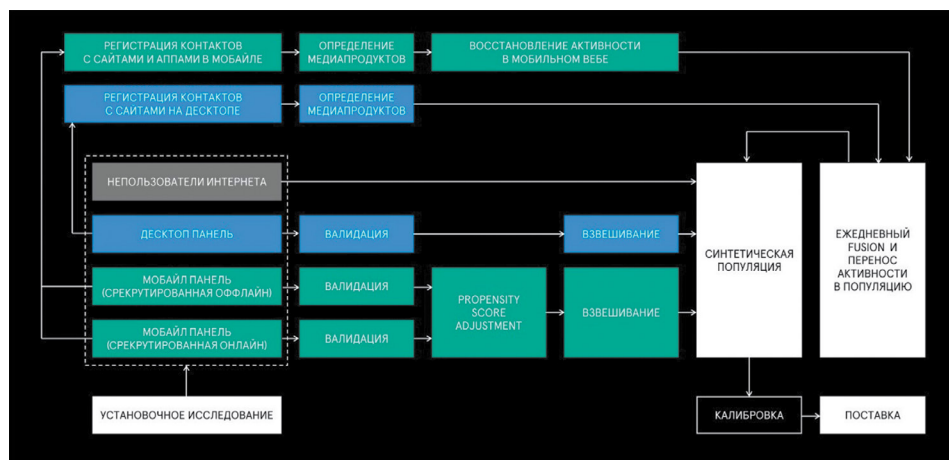 РЕГИСТРАЦИЯ КОНТАКТОВ
С САЙТАМИ И АППАМИ В МОБАЙЛЕ
ОПРЕДЕЛЕНИЕ
МЕДИАПРОДУКТОВ
ВОССТАНОВЛЕНИЕ АКТИВНОСТИ
В МОБИЛЬНОМ ВЕБЕ
РЕГИСТРАЦИЯ КОНТАКТОВ
С САЙТАМИ НА ДЕСКТОПЕ
ОПРЕДЕЛЕНИЕ
МЕДИАПРОДУКТОВ
НЕПОЛЬЗОВАТЕЛИ ИНТЕРНЕТА
ДЕСКТОП ПАНЕЛЬ
ВАЛИДАЦИЯ
ВЗВЕШИВАНИЕ
МОБАЙЛ ПАНЕЛЬ
(СРЕКРУТИРОВАННАЯ ОФФЛАЙН)
ВАЛИДАЦИЯ
МОБАЙЛ ПАНЕЛЬ
(СРЕКРУТИРОВАННАЯ ОНЛАЙН)
ВАЛИДАЦИЯ
PROPENSITY
SCORE
ADJUSTMENT
ВЗВЕШИВАНИЕ
СИНТЕТИЧЕСКАЯ
ПОПУЛЯЦИЯ
ЕЖЕДНЕВНЫЙ
FUSION И
ПЕРЕНОС
АКТИВНОСТИ
В ПОПУЛЯЦИЮ
УСТАНОВОЧНОЕ ИССЛЕДОВАНИЕ
КАЛИБРОВКА
ПОСТАВКА